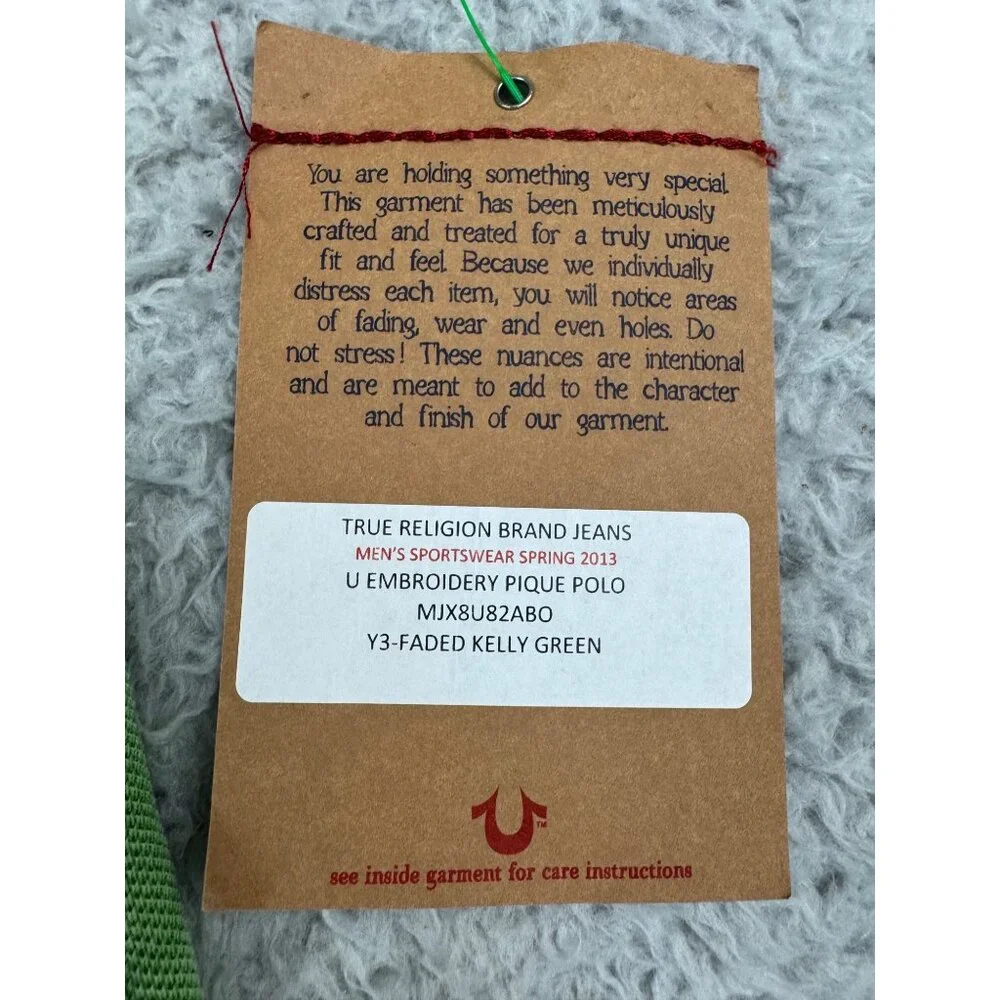 You are holding something very special.
This garment has been meticulously
crafted and treated for a truly unique
fit and feel. Because we individually
distress each item, you will notice areas
of fading, wear and even holes. Do
not stress! These nuances are intentional
and are meant to add to the character
and finish of our garment.
TRUE RELIGION BRAND JEANS
MEN'S SPORTSWEAR SPRING 2013
U EMBROIDERY PIQUE POLO
MJX8U82ABO
Y3-FADED KELLY GREEN
TM
see inside garment for care instructions